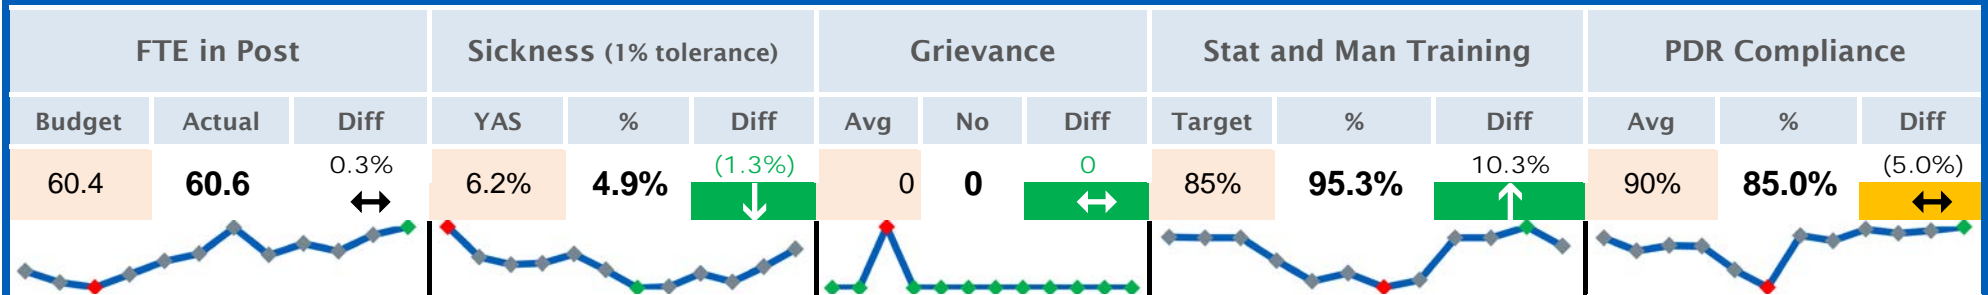 FTE in Post Sickness (1% tolerance) Grievance Stat and Man Training PDR Compliance
Budget Actual Diff YAS % Diff Avg No Diff Target % Diff Avg % Diff
60.4 60.6 0.3% 6.2% 4.9% (1.3%) 0 0 0 85% 95.3% 10.3% 90% 85.0% (5.0%)